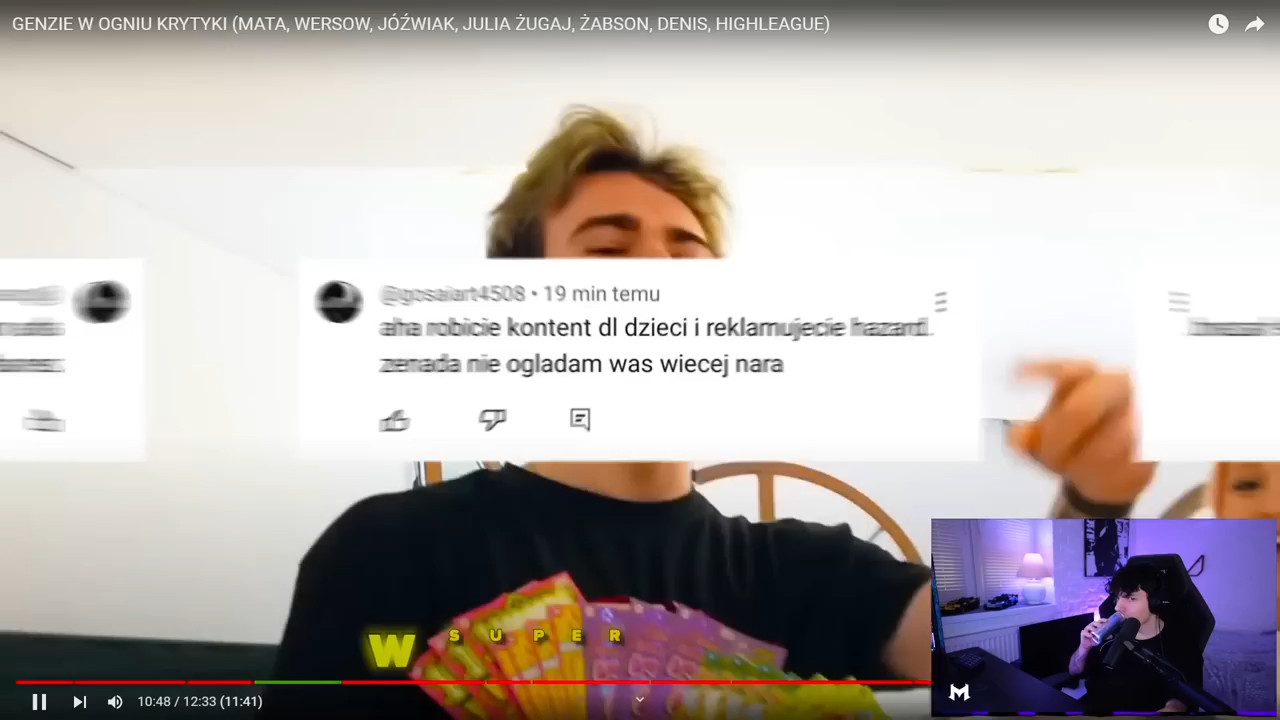 GENZIE W OGNIU KRYTYKI (MATA, WERSOW, JÓŹWIAK, JULIA ŻUGAJ, ŻABSON, DENIS, HIGHLEAGUE)
@gosaiart4508 • 19 min temu
aha robicie kontent dl dzieci i reklamujecie hazard.
zenada nie ogladam was wiecej nara
W SUPER
10:48 / 12:33 (11:41)
M